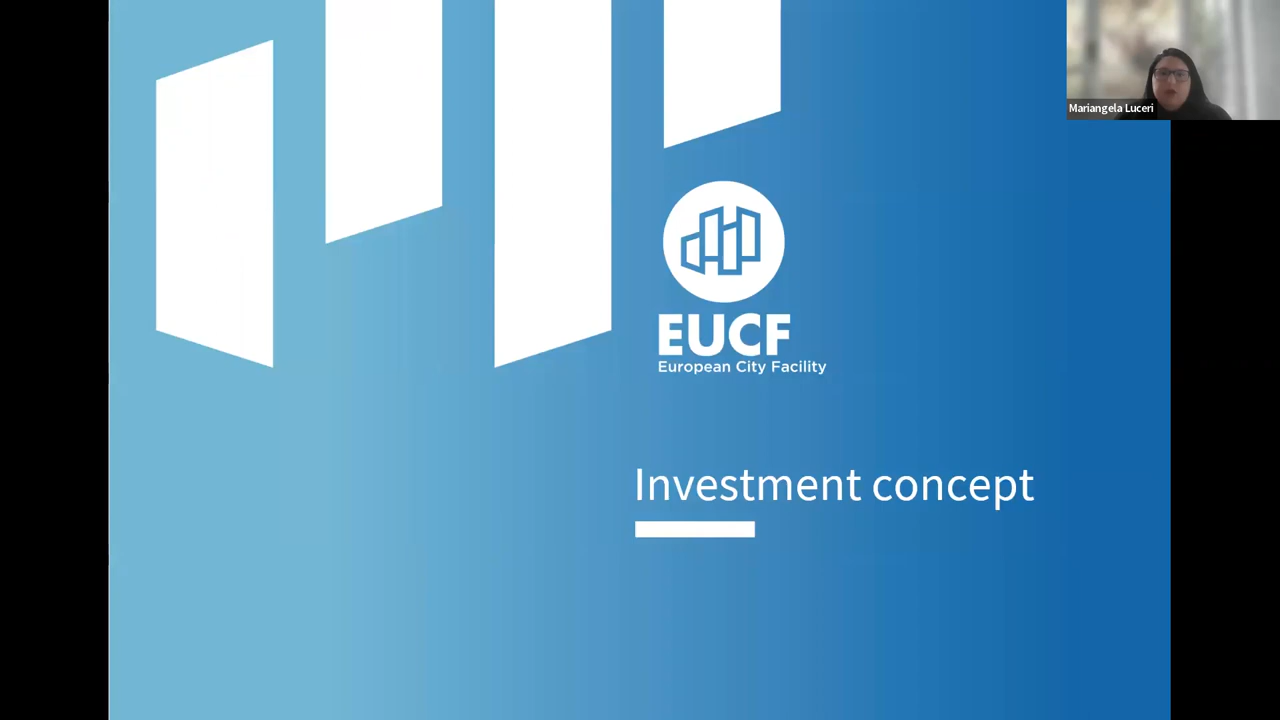 Mariangela Luceri
EUCF
European City Facility
Investment concept